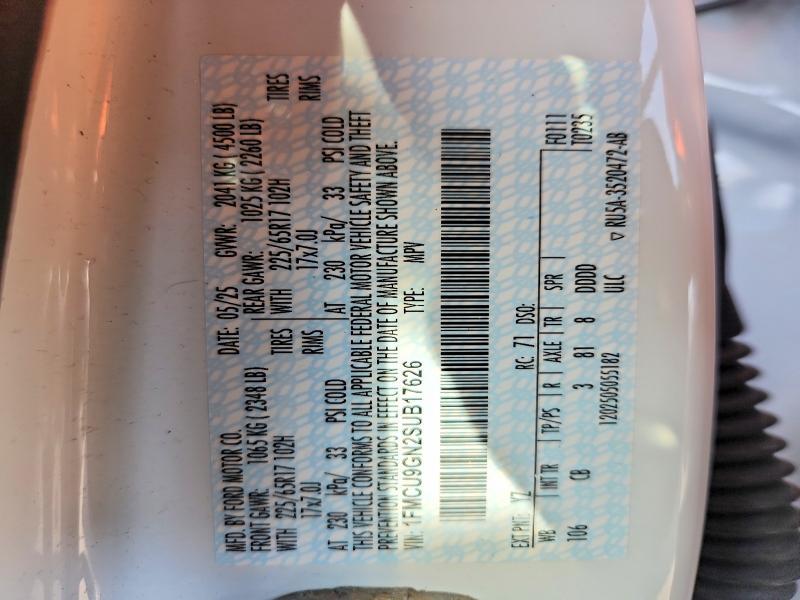 MFD. BY FORD MOTOR CO. DATE: 05/25 GVWR: 2041 KG ( 4500 LB)
FRONT GAWR: 1065 KG ( 2348 LB) REAR GAWR: 1025 KG ( 2260 LB)
WITH 225/65R17 102H TIRES WITH 225/65R17 102H TIRES
17x7.0J RIMS 17x7.0J RIMS
AT 230 kPa/ 33 PSI COLD AT 230 kPa/ 33 PSI COLD
THIS VEHICLE CONFORMS TO ALL APPLICABLE FEDERAL MOTOR VEHICLE SAFETY AND THEFT
PREVENTION STANDARDS IN EFFECT ON THE DATE OF MANUFACTURE SHOWN ABOVE.
VIN: 1FMCU9GN2SUB17626 TYPE: MPV
EXT PNT: YZ RC: 71 DSO: F0111
WB INT TR TP/PS R AXLE TR SPR T0235
106 CB 3 81 8 DDDD
1202505055182 ULC ▽ RU5A-3520472-AB